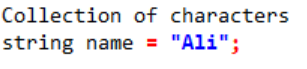 Collection of characters
string name = "Ali";